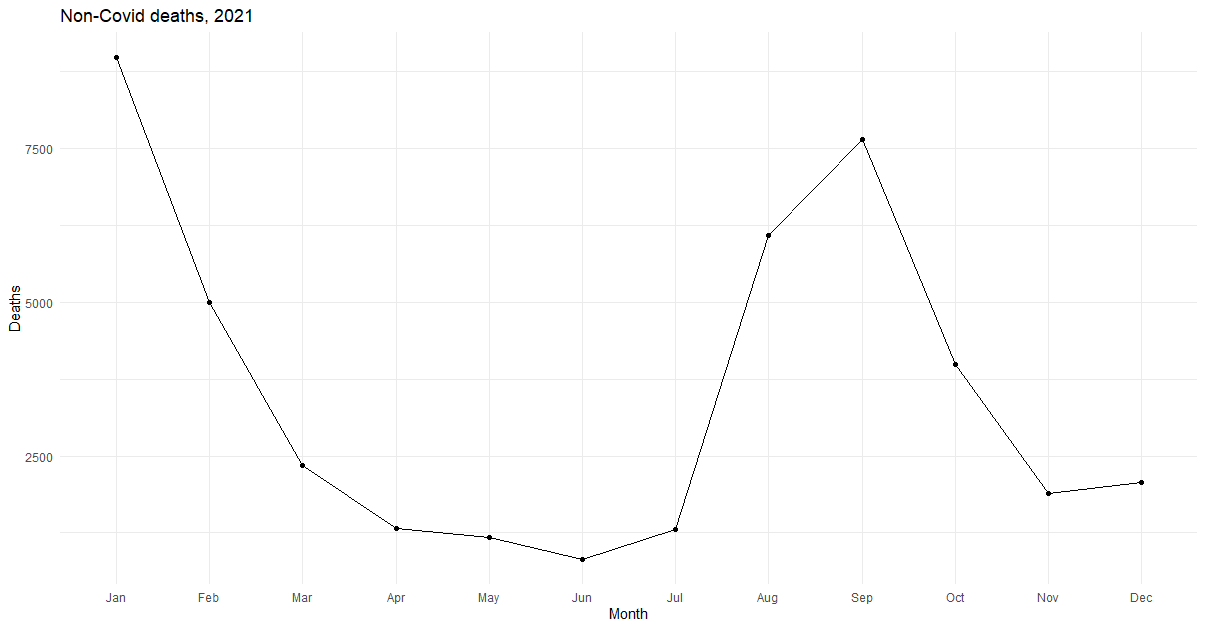 Non-Covid deaths, 2021
Deaths
7500
5000
2500
Jan Feb Mar Apr May Jun Jul Aug Sep Oct Nov Dec
Month